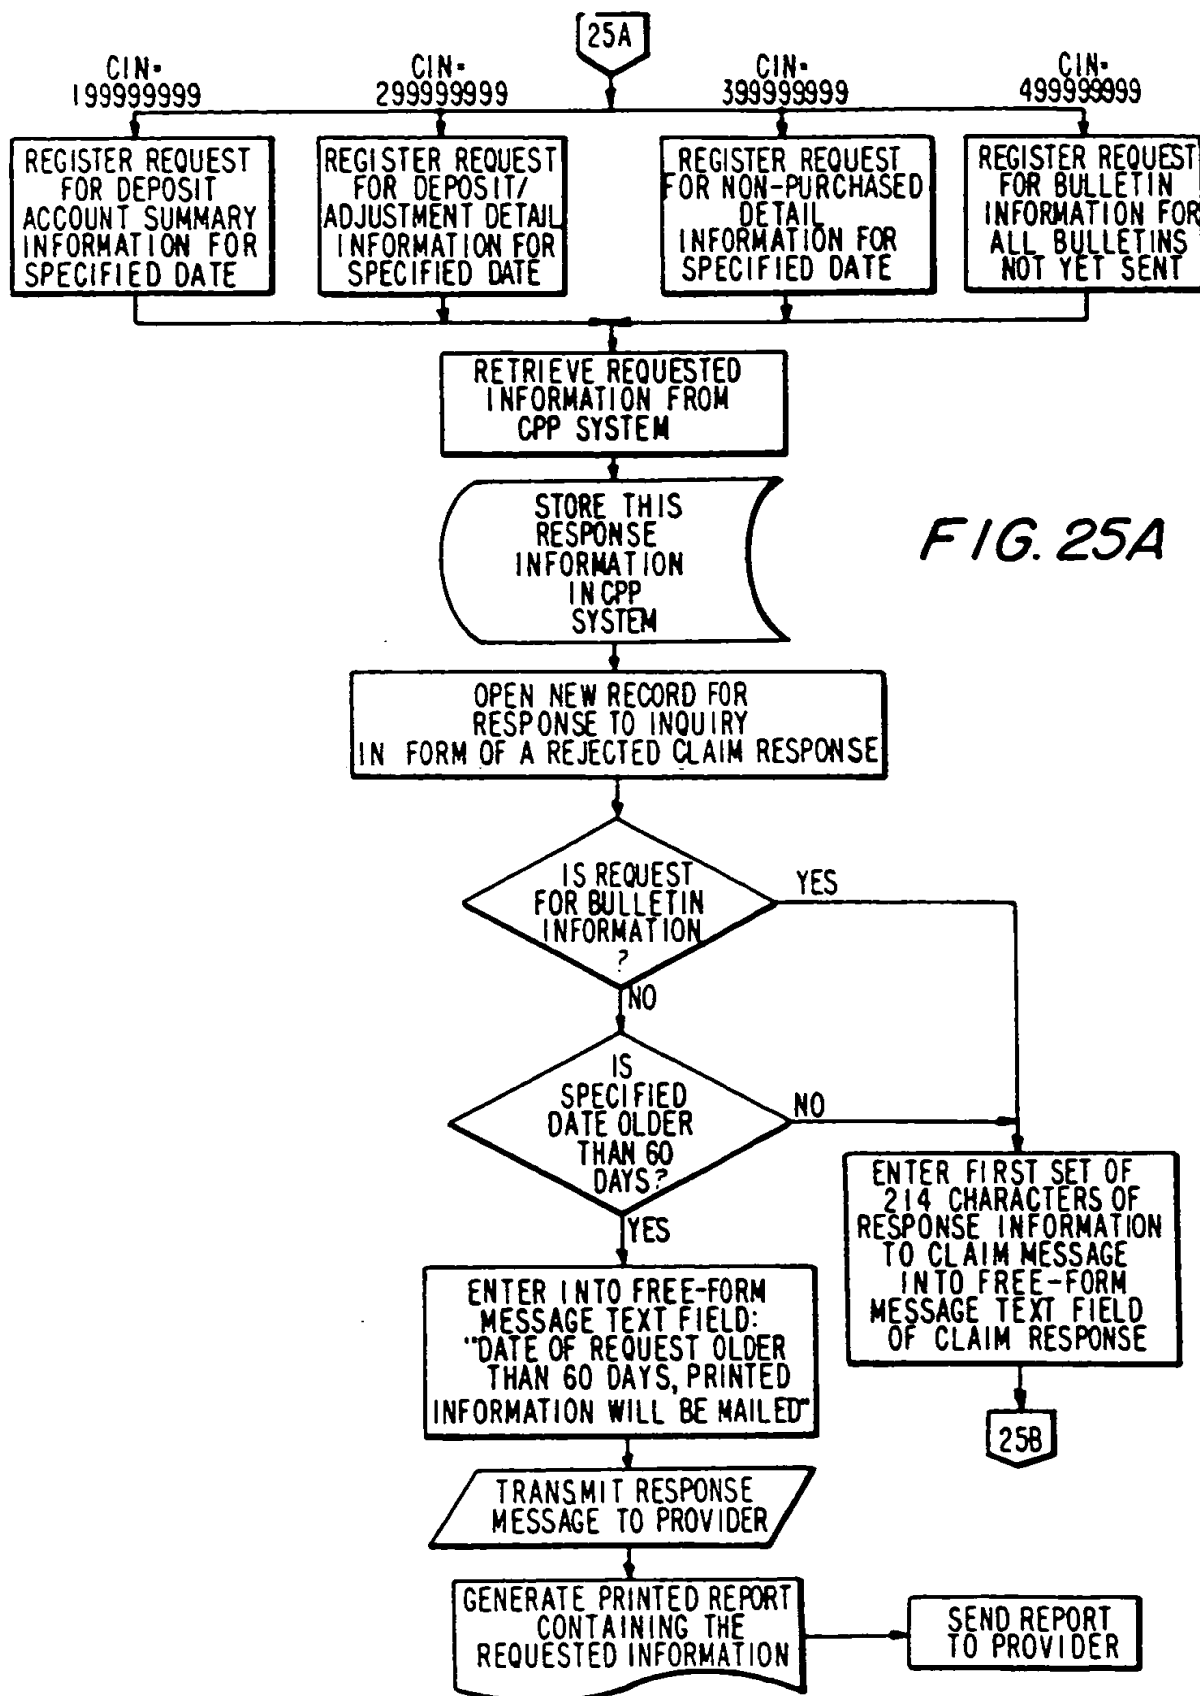 25A
CIN=
199999999
CIN=
299999999
CIN=
399999999
CIN=
499999999
REGISTER REQUEST
FOR DEPOSIT
ACCOUNT SUMMARY
INFORMATION FOR
SPECIFIED DATE
REGISTER REQUEST
FOR DEPOSIT/
ADJUSTMENT DETAIL
INFORMATION FOR
SPECIFIED DATE
REGISTER REQUEST
FOR NON-PURCHASED
DETAIL
INFORMATION FOR
SPECIFIED DATE
REGISTER REQUEST
FOR BULLETIN
INFORMATION FOR
ALL BULLETINS
NOT YET SENT
RETRIEVE REQUESTED
INFORMATION FROM
CPP SYSTEM
STORE THIS
RESPONSE
INFORMATION
IN CPP
SYSTEM
FIG. 25A
OPEN NEW RECORD FOR
RESPONSE TO INQUIRY
IN FORM OF A REJECTED CLAIM RESPONSE
IS REQUEST
FOR BULLETIN
INFORMATION
?
YES
NO
IS
SPECIFIED
DATE OLDER
THAN 60
DAYS?
NO
YES
ENTER FIRST SET OF
214 CHARACTERS OF
RESPONSE INFORMATION
TO CLAIM MESSAGE
INTO FREE-FORM
MESSAGE TEXT FIELD
OF CLAIM RESPONSE
25B
ENTER INTO FREE-FORM
MESSAGE TEXT FIELD:
"DATE OF REQUEST OLDER
THAN 60 DAYS, PRINTED
INFORMATION WILL BE MAILED"
TRANSMIT RESPONSE
MESSAGE TO PROVIDER
GENERATE PRINTED REPORT
CONTAINING THE
REQUESTED INFORMATION
SEND REPORT
TO PROVIDER